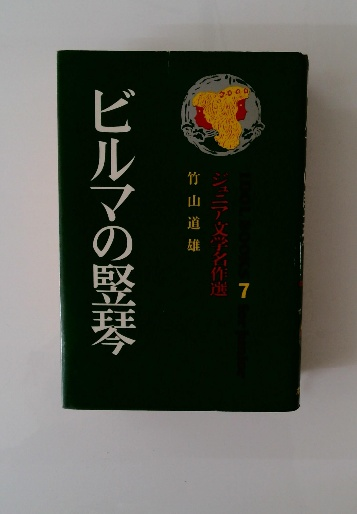 ビルマの竪琴
竹山道雄
ジュニア文学名作選
7